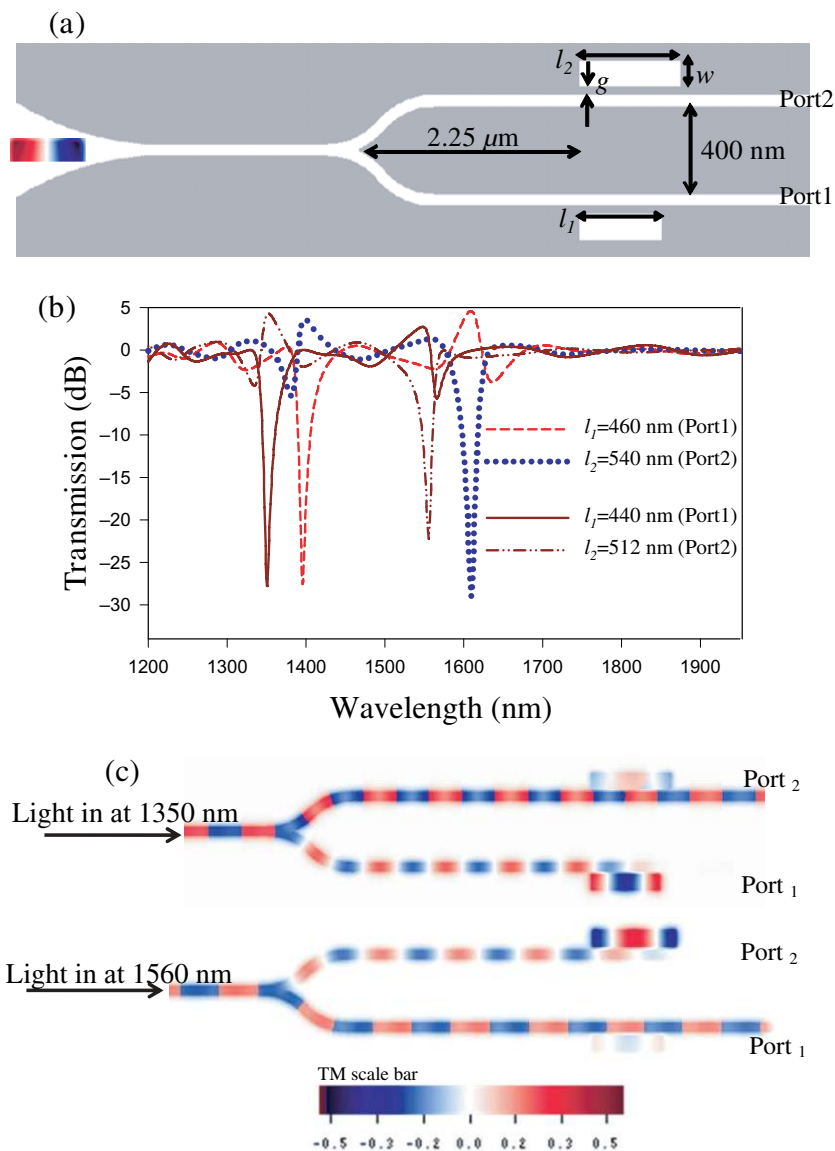 (a)
l2
g
w
Port2
2.25 μm
400 nm
Port1
l1
(b)
Transmission (dB)
5
0
−5
−10
−15
−20
−25
−30
l1=460 nm (Port1)
l2=540 nm (Port2)
l1=440 nm (Port1)
l2=512 nm (Port2)
1200 1300 1400 1500 1600 1700 1800 1900
Wavelength (nm)
(c)
Port 2
Light in at 1350 nm
Port 1
Port 2
Light in at 1560 nm
Port 1
TM scale bar
-0.5 -0.3 -0.2 0.0 0.2 0.3 0.5